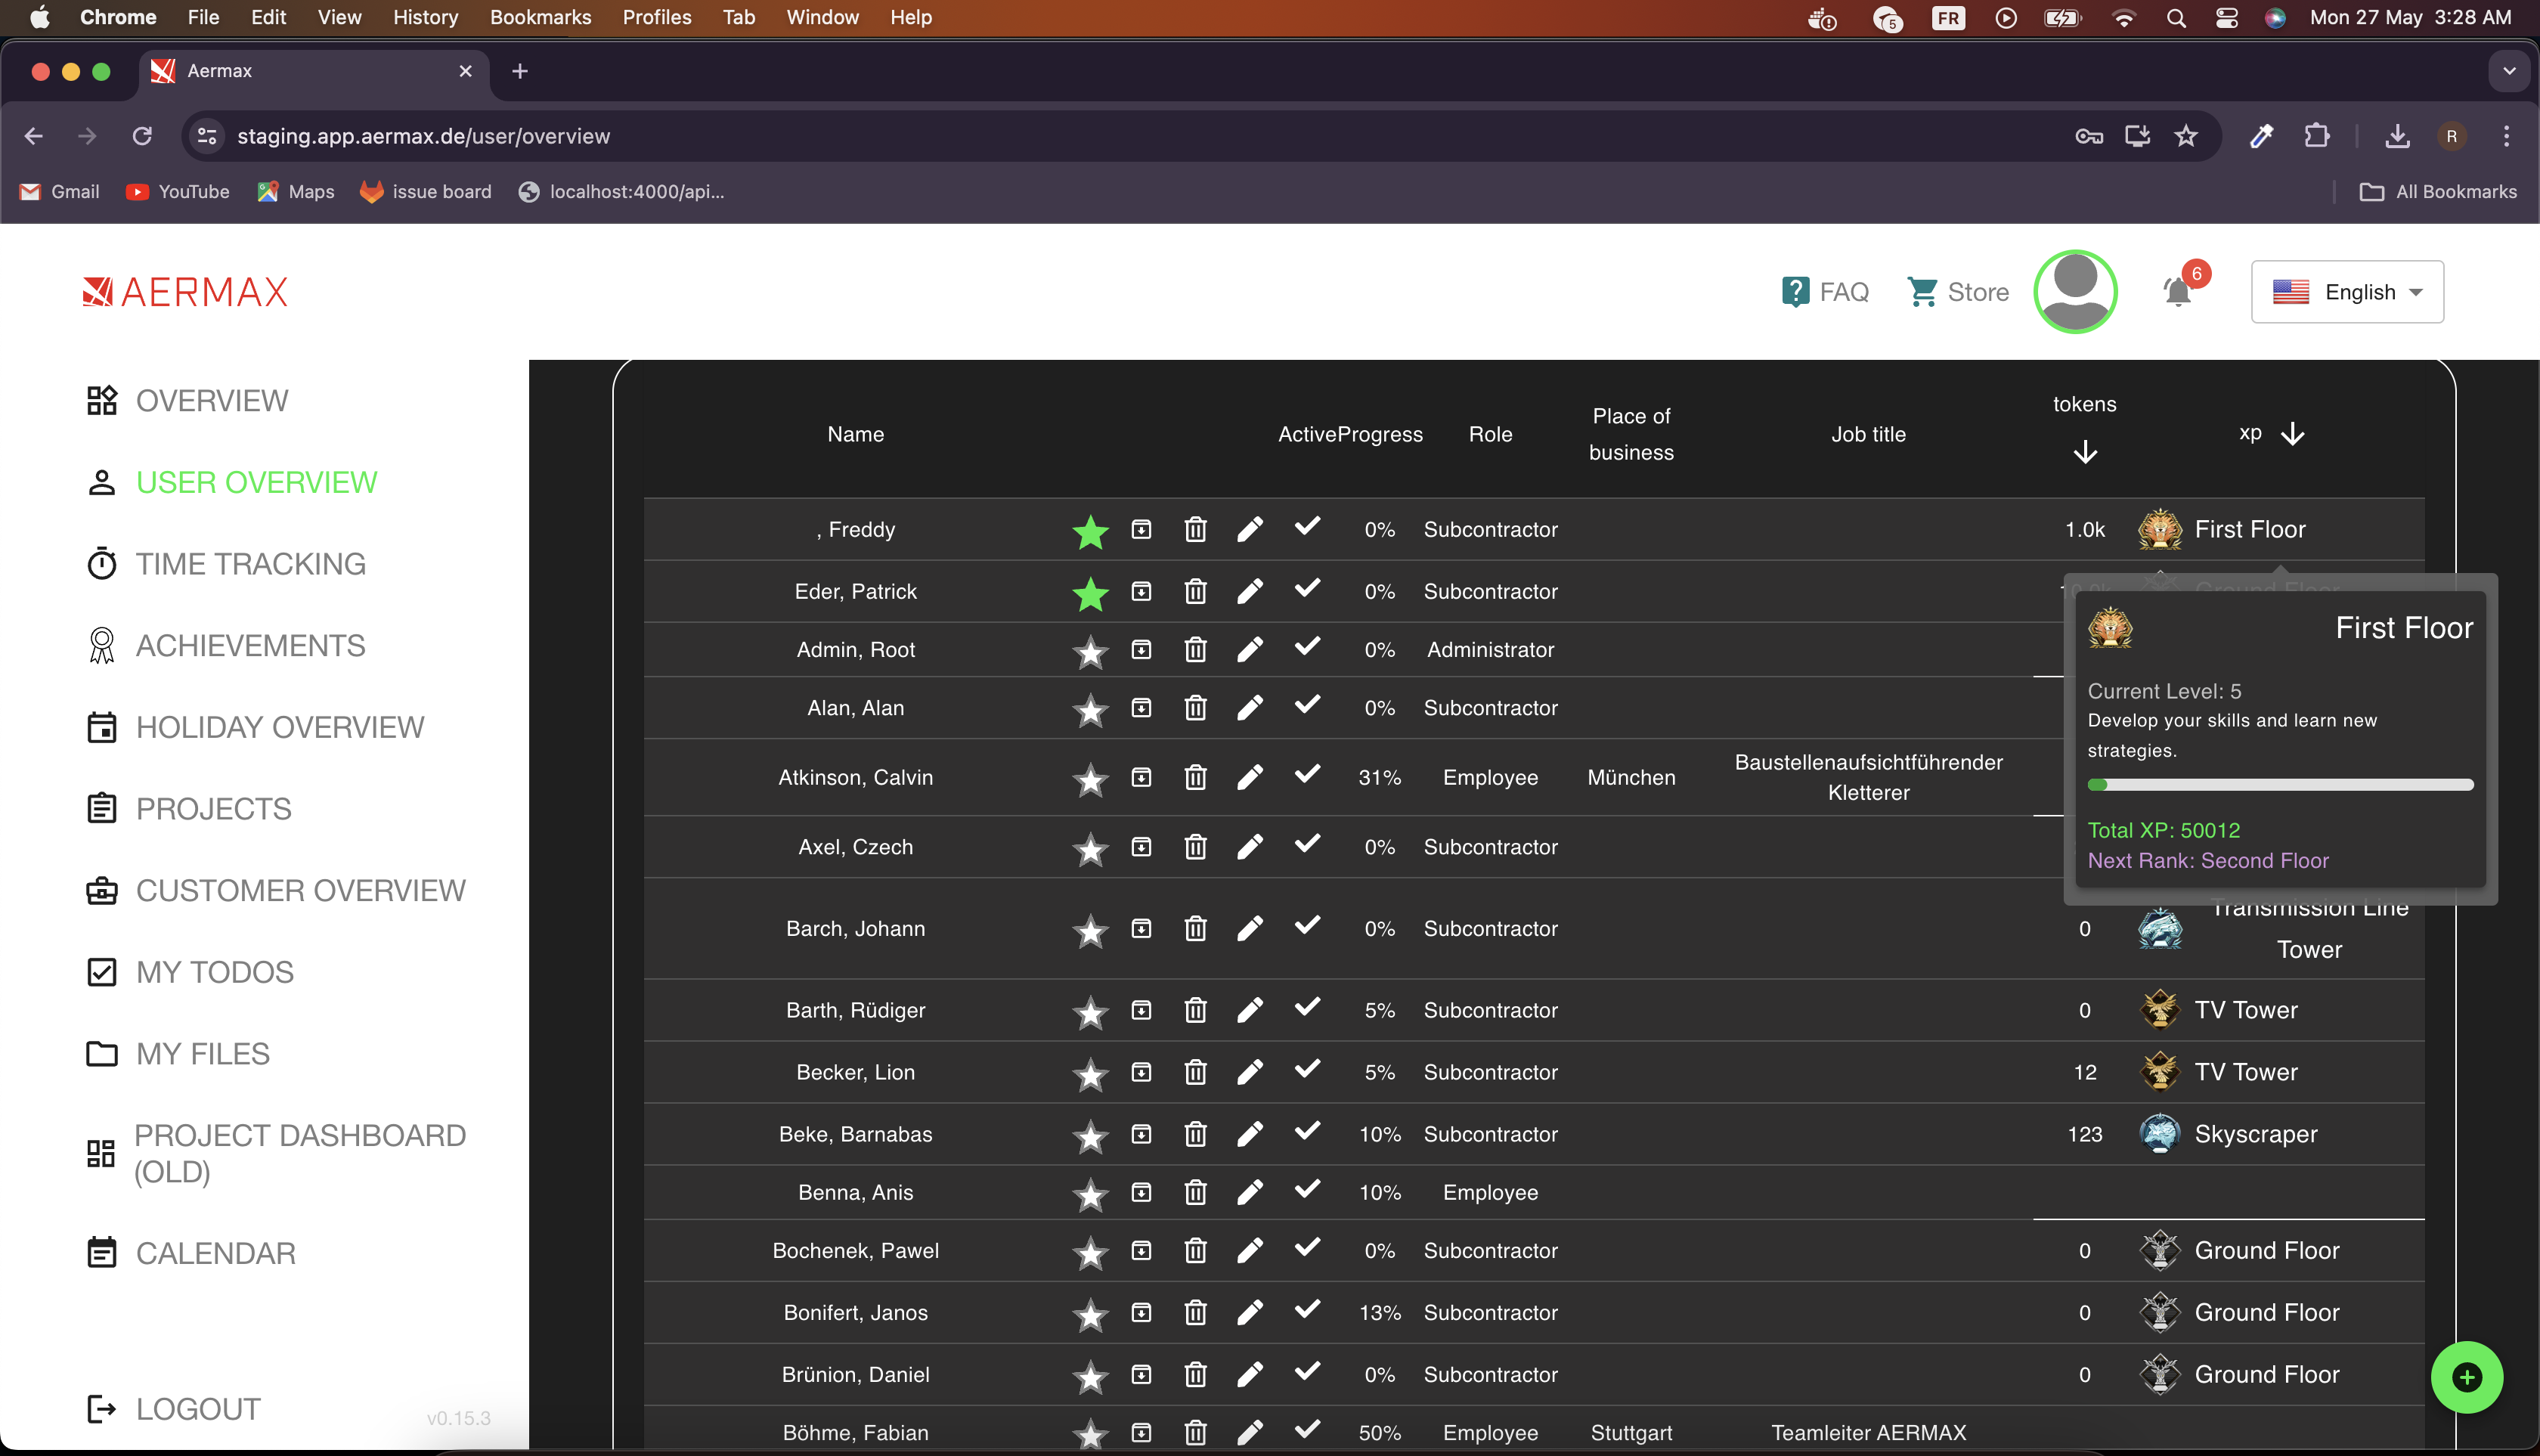 Chrome File Edit View History Bookmarks Profiles Tab Window Help 5 FR Mon 27 May 3:28 AM
Aermax
staging.app.aermax.de/user/overview R
Gmail YouTube Maps issue board localhost:4000/api... All Bookmarks
AERMAX FAQ Store 6 English
OVERVIEW
USER OVERVIEW
TIME TRACKING
ACHIEVEMENTS
HOLIDAY OVERVIEW
PROJECTS
CUSTOMER OVERVIEW
MY TODOS
MY FILES
PROJECT DASHBOARD
(OLD)
CALENDAR
LOGOUT v0.15.3
Name Active Progress Role Place of business Job title tokens xp
, Freddy 0% Subcontractor 1.0k First Floor
Eder, Patrick 0% Subcontractor 10.0k Ground Floor
Admin, Root 0% Administrator
Alan, Alan 0% Subcontractor
Atkinson, Calvin 31% Employee München Baustellenaufsichtführender Kletterer
Axel, Czech 0% Subcontractor
Barch, Johann 0% Subcontractor 0 Transmission Line Tower
Barth, Rüdiger 5% Subcontractor 0 TV Tower
Becker, Lion 5% Subcontractor 12 TV Tower
Beke, Barnabas 10% Subcontractor 123 Skyscraper
Benna, Anis 10% Employee
Bochenek, Pawel 0% Subcontractor 0 Ground Floor
Bonifert, Janos 13% Subcontractor 0 Ground Floor
Brünion, Daniel 0% Subcontractor 0 Ground Floor
Böhme, Fabian 50% Employee Stuttgart Teamleiter AERMAX
First Floor
Current Level: 5
Develop your skills and learn new
strategies.
Total XP: 50012
Next Rank: Second Floor